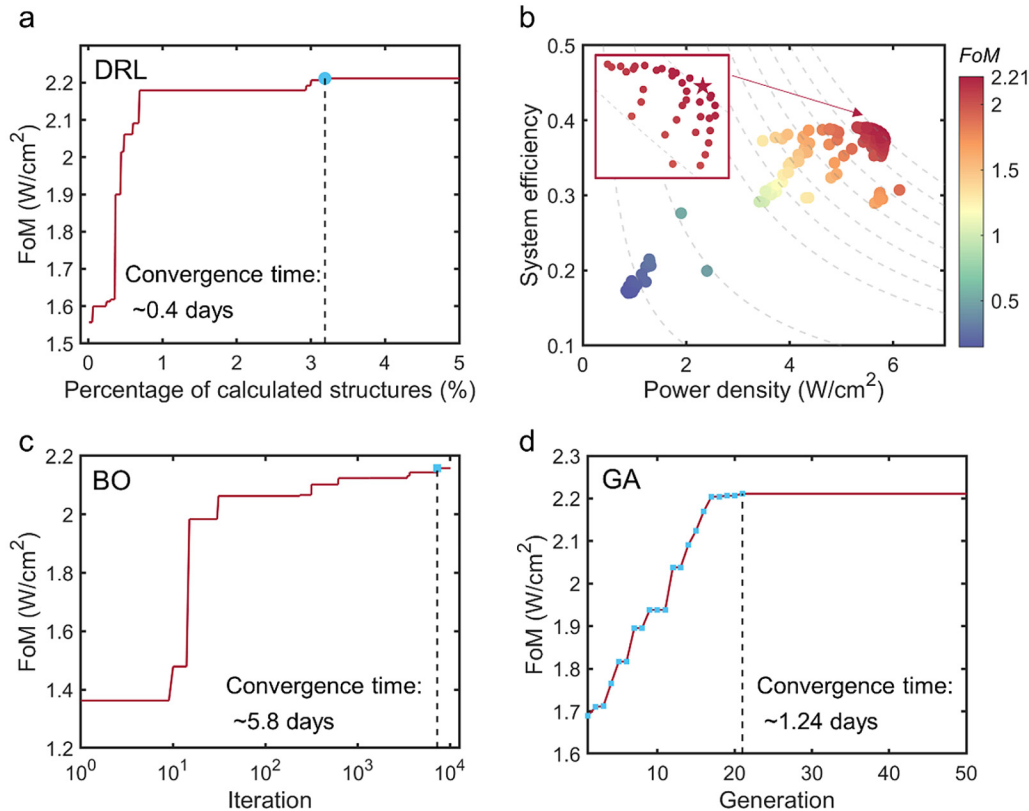 a
DRL
2.2
2.1
2
1.9
1.8
1.7
1.6
1.5
FoM (W/cm²)
Convergence time:
~0.4 days
0 1 2 3 4 5
Percentage of calculated structures (%)
b
FoM
0.5
0.4
0.3
0.2
0.1
System efficiency
2.21
2
1.5
1
0.5
0 2 4 6
Power density (W/cm²)
c
BO
2.2
2
1.8
1.6
1.4
1.2
FoM (W/cm²)
Convergence time:
~5.8 days
10⁰ 10¹ 10² 10³ 10⁴
Iteration
d
GA
2.3
2.2
2.1
2
1.9
1.8
1.7
1.6
FoM (W/cm²)
Convergence time:
~1.24 days
10 20 30 40 50
Generation